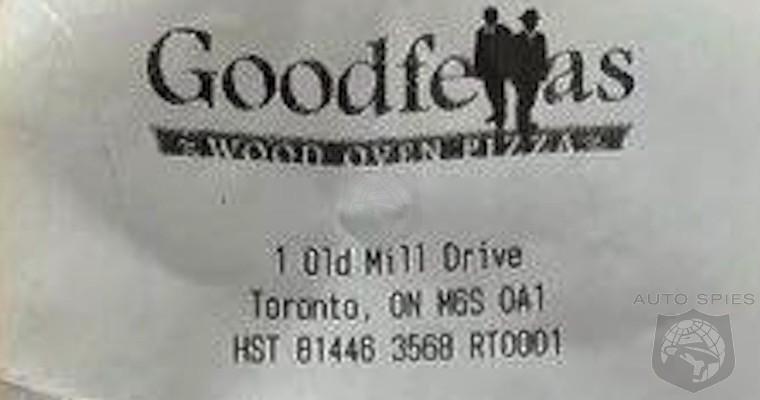 Goodfellas
WOOD OVEN PIZZA
1 Old Mill Drive
Toronto, ON M6S 0A1
HST 81446 3568 RT0001
AUTO SPIES